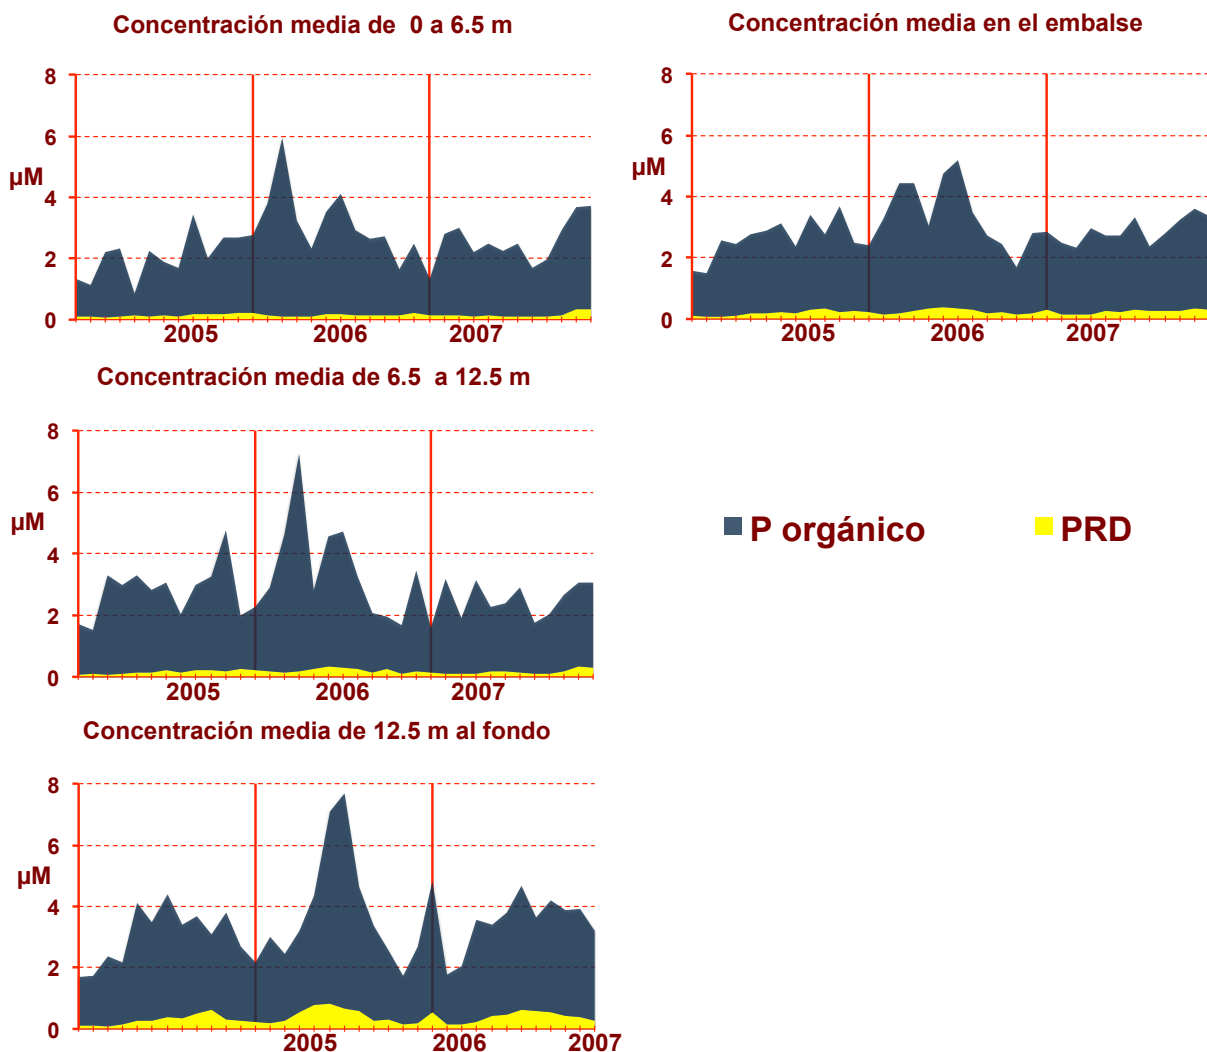 Concentración media de 0 a 6.5 m
8
6
µM
4
2
0
2005 2006 2007
Concentración media en el embalse
8
6
µM
4
2
0
2005 2006 2007
Concentración media de 6.5 a 12.5 m
8
6
µM
4
2
0
2005 2006 2007
P orgánico PRD
Concentración media de 12.5 m al fondo
8
6
µM
4
2
0
2005 2006 2007